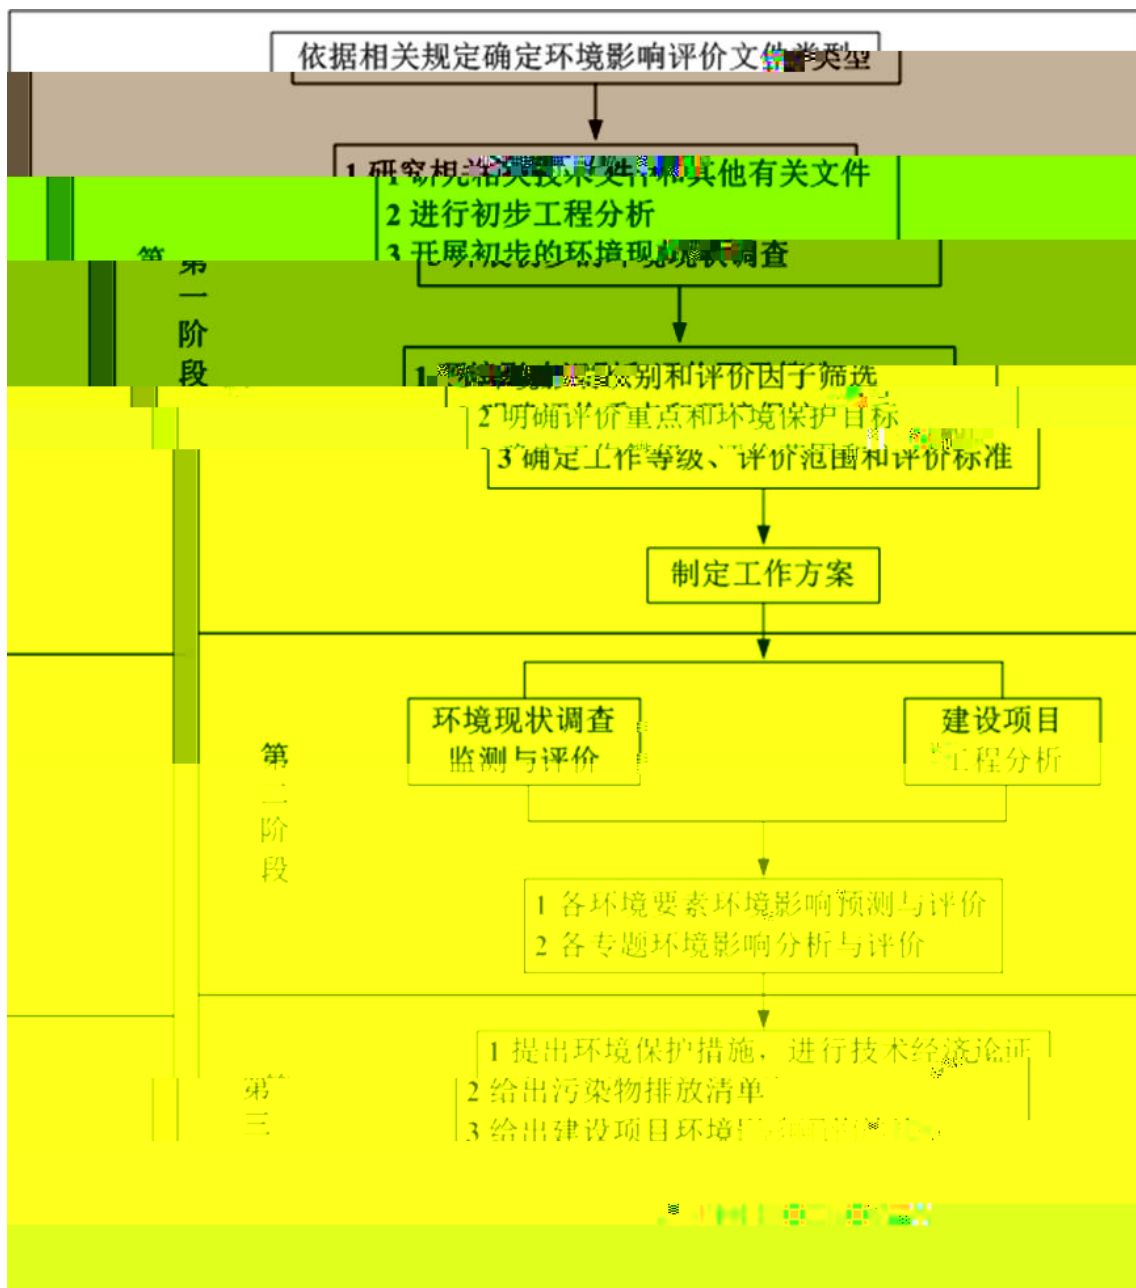 依据相关规定确定环境影响评价文件类型
1 研究相关技术文件和其他有关文件
2 进行初步工程分析
3 开展初步的环境现状调查
第一阶段
别和评价因子筛选
2 明确评价重点和环境保护目标
3 确定工作等级、评价范围和评价标准
制定工作方案
环境现状调查
监测与评价
建设项目
工程分析
第二阶段
1 各环境要素环境影响预测与评价
2 各专题环境影响分析与评价
1 提出环境保护措施，进行技术经济论证
2 给出污染物排放清单
3 给出建设项目环境
第三